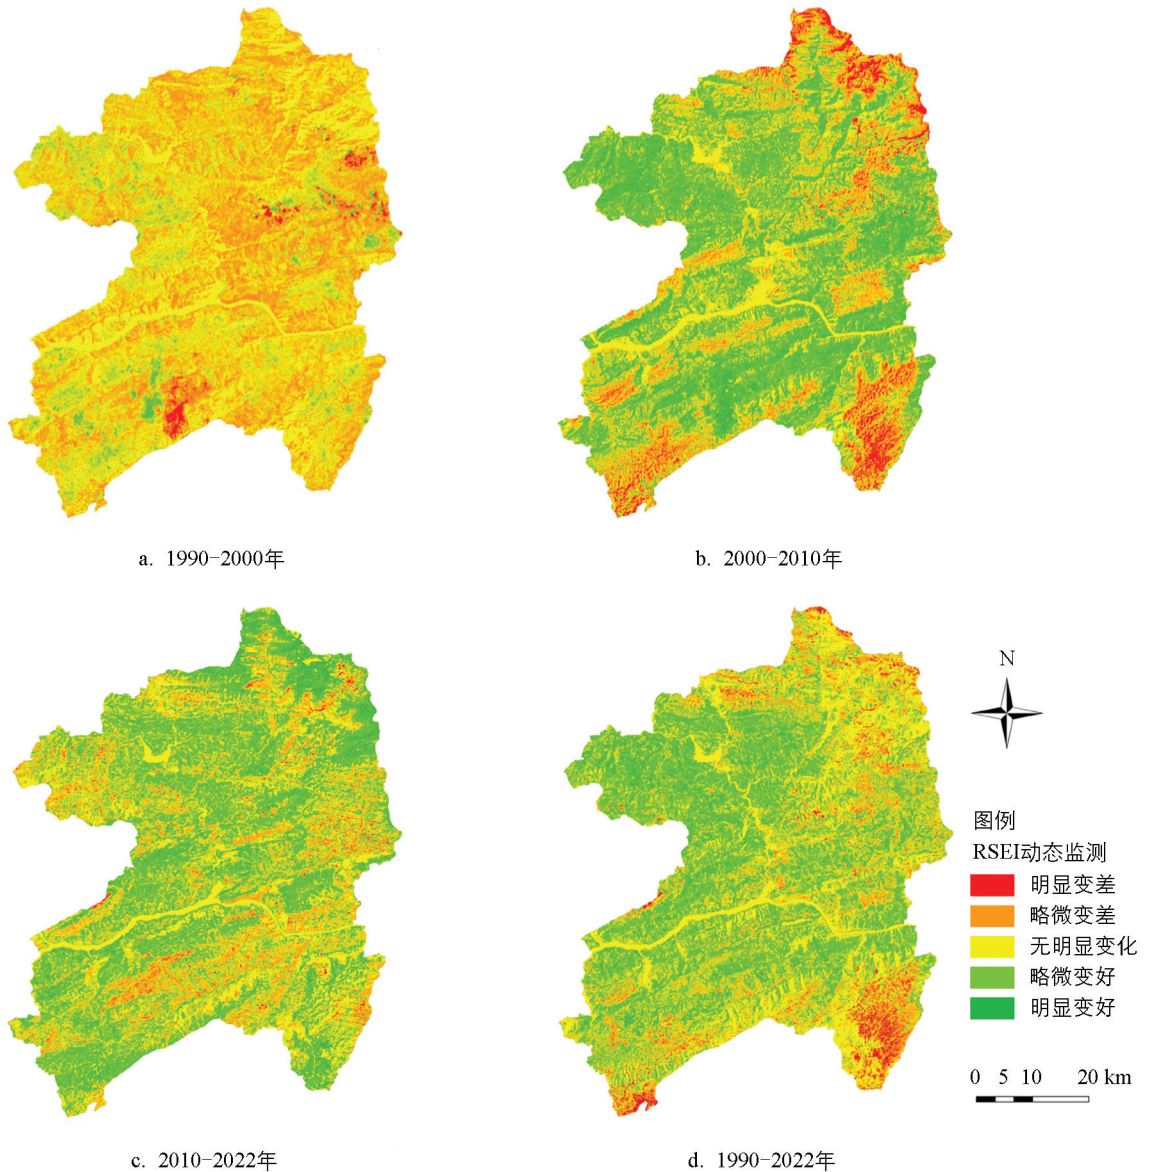 a. 1990-2000年
b. 2000-2010年
N
图例
RSEI动态监测
明显变差
略微变差
无明显变化
略微变好
明显变好
0 5 10 20 km
c. 2010-2022年
d. 1990-2022年